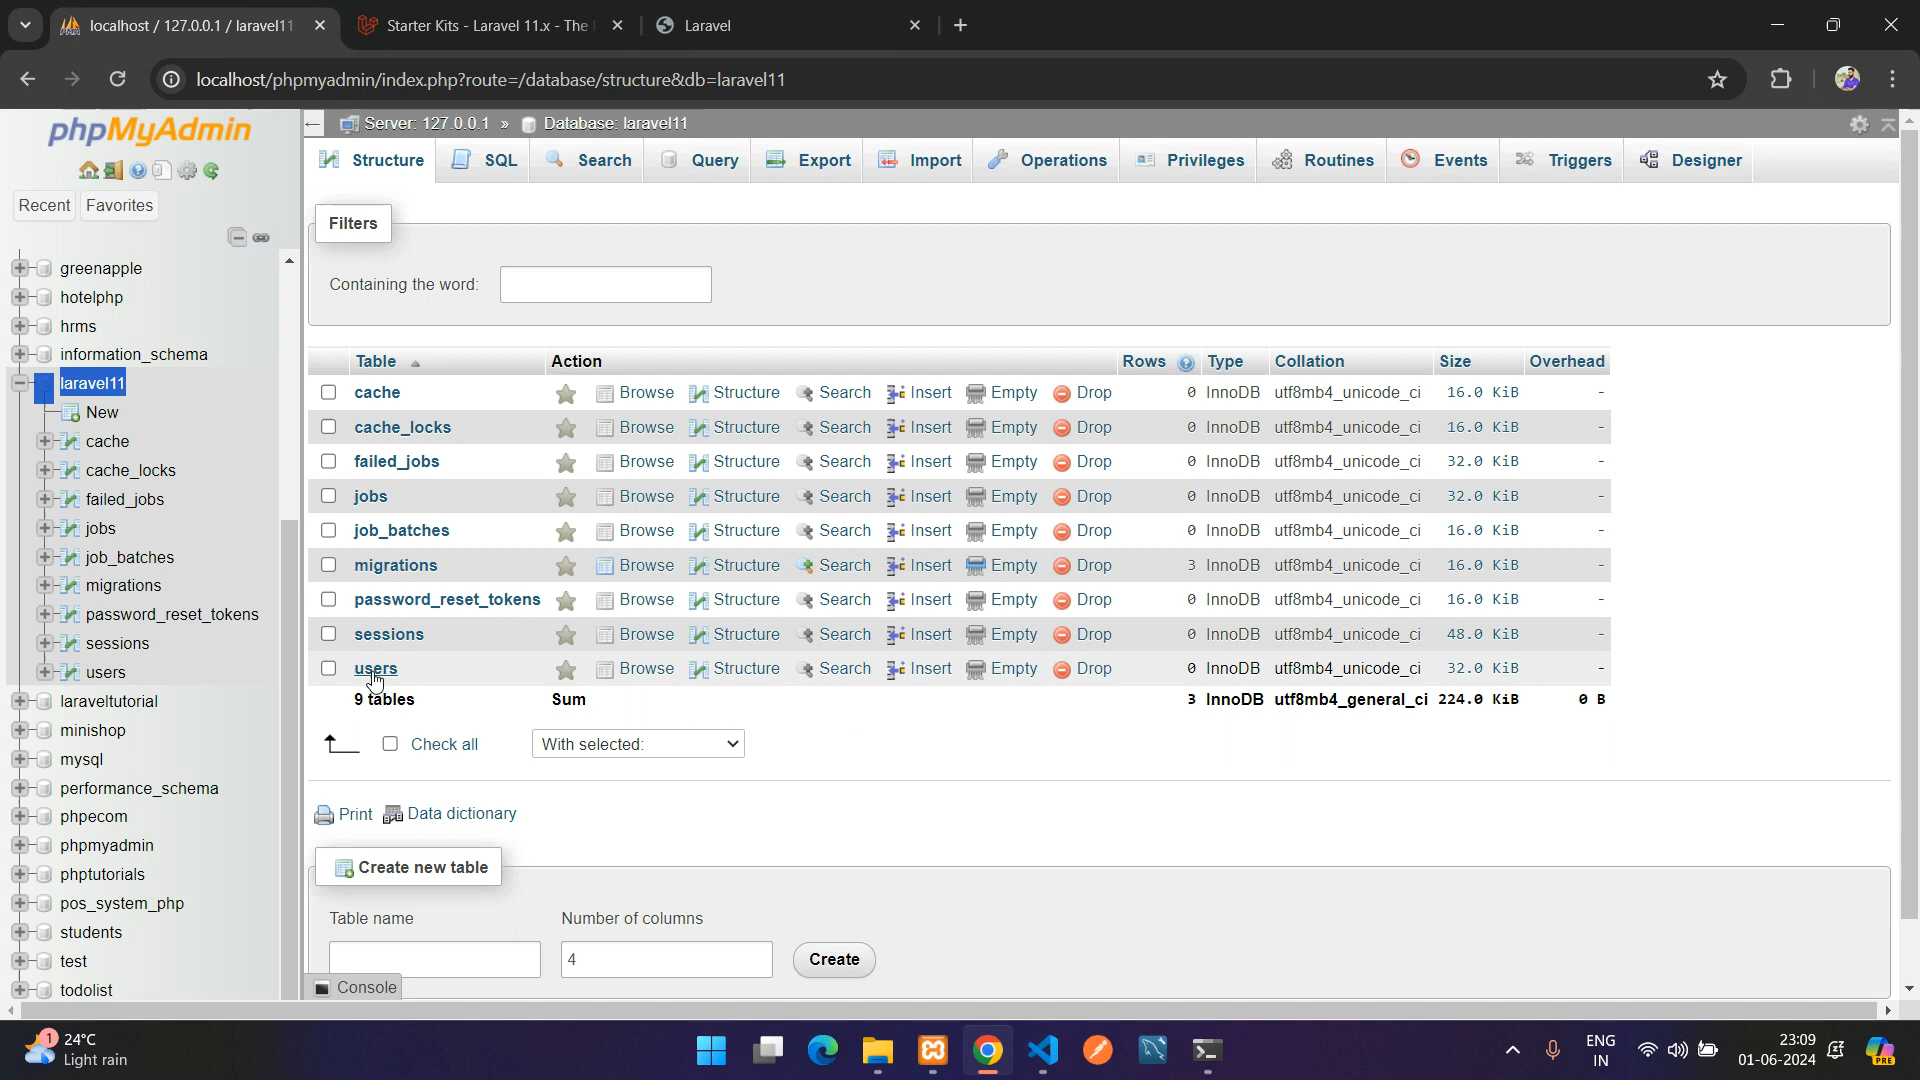 localhost / 127.0.0.1 / laravel11
Starter Kits - Laravel 11.x - The
Laravel
localhost/phpmyadmin/index.php?route=/database/structure&db=laravel11
phpMyAdmin
Recent Favorites
greenapple
hotelphp
hrms
information_schema
laravel11
New
cache
cache_locks
failed_jobs
jobs
job_batches
migrations
password_reset_tokens
sessions
users
laraveltutorial
minishop
mysql
performance_schema
phpecom
phpmyadmin
phptutorials
pos_system_php
students
test
todolist
Server: 127.0.0.1 » Database: laravel11
Structure SQL Search Query Export Import Operations Privileges Routines Events Triggers Designer
Filters
Containing the word:
Table Action Rows Type Collation Size Overhead
cache Browse Structure Search Insert Empty Drop 0 InnoDB utf8mb4_unicode_ci 16.0 KiB -
cache_locks Browse Structure Search Insert Empty Drop 0 InnoDB utf8mb4_unicode_ci 16.0 KiB -
failed_jobs Browse Structure Search Insert Empty Drop 0 InnoDB utf8mb4_unicode_ci 32.0 KiB -
jobs Browse Structure Search Insert Empty Drop 0 InnoDB utf8mb4_unicode_ci 32.0 KiB -
job_batches Browse Structure Search Insert Empty Drop 0 InnoDB utf8mb4_unicode_ci 16.0 KiB -
migrations Browse Structure Search Insert Empty Drop 3 InnoDB utf8mb4_unicode_ci 16.0 KiB -
password_reset_tokens Browse Structure Search Insert Empty Drop 0 InnoDB utf8mb4_unicode_ci 16.0 KiB -
sessions Browse Structure Search Insert Empty Drop 0 InnoDB utf8mb4_unicode_ci 48.0 KiB -
users Browse Structure Search Insert Empty Drop 0 InnoDB utf8mb4_unicode_ci 32.0 KiB -
9 tables Sum 3 InnoDB utf8mb4_general_ci 224.0 KiB 0 B
Check all With selected:
Print Data dictionary
Create new table
Table name Number of columns
4 Create
Console
1 24°C
Light rain
ENG
IN
23:09
01-06-2024
PRE